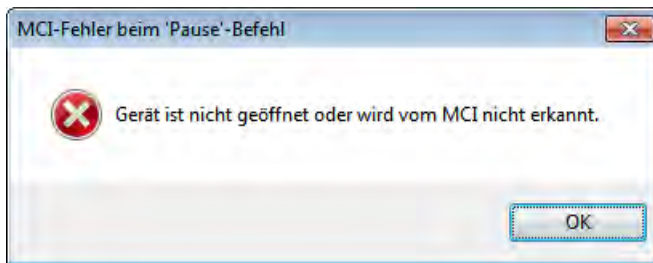 MCI-Fehler beim 'Pause'-Befehl
Gerät ist nicht geöffnet oder wird vom MCI nicht erkannt.
OK